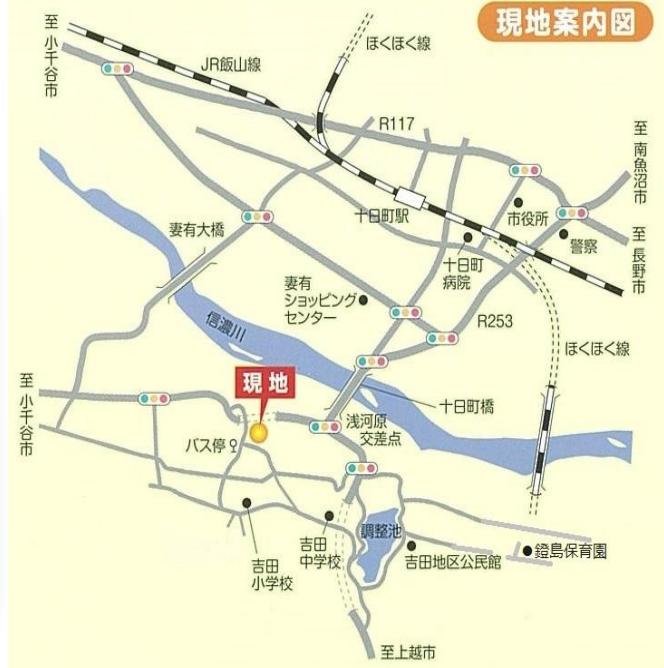 現地案内図
至小千谷市
ほくほく線
JR飯山線
R117
至南魚沼市
十日町駅
市役所
警察
至長野市
妻有大橋
十日町
病院
妻有
ショッピング
センター
信濃川
R253
ほくほく線
至小千谷市
現地
十日町橋
浅河原
交差点
バス停
調整池
吉田
小学校
吉田
中学校
吉田地区公民館
鐙島保育園
至上越市